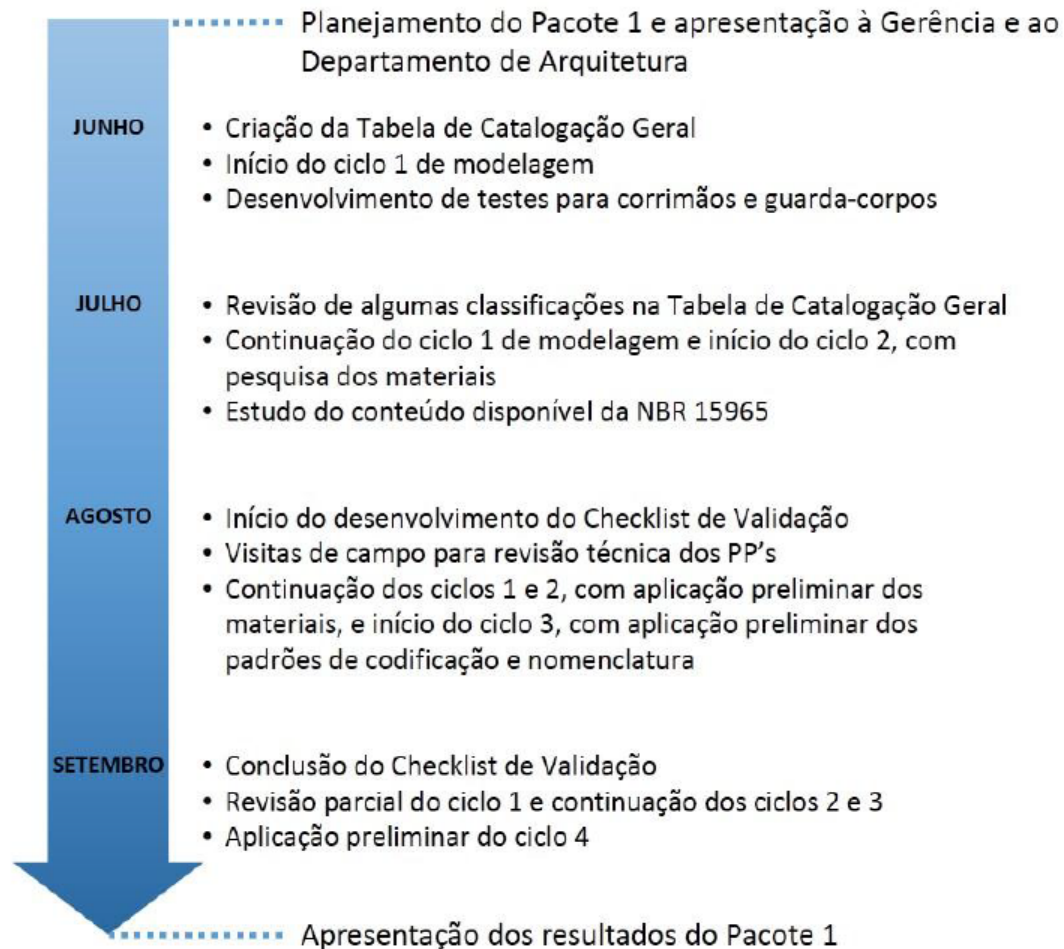 Planejamento do Pacote 1 e apresentação à Gerência e ao
Departamento de Arquitetura
JUNHO
• Criação da Tabela de Catalogação Geral
• Início do ciclo 1 de modelagem
• Desenvolvimento de testes para corrimãos e guarda-corpos
JULHO
• Revisão de algumas classificações na Tabela de Catalogação Geral
• Continuação do ciclo 1 de modelagem e início do ciclo 2, com
pesquisa dos materiais
• Estudo do conteúdo disponível da NBR 15965
AGOSTO
• Início do desenvolvimento do Checklist de Validação
• Visitas de campo para revisão técnica dos PP’s
• Continuação dos ciclos 1 e 2, com aplicação preliminar dos
materiais, e início do ciclo 3, com aplicação preliminar dos
padrões de codificação e nomenclatura
SETEMBRO
• Conclusão do Checklist de Validação
• Revisão parcial do ciclo 1 e continuação dos ciclos 2 e 3
• Aplicação preliminar do ciclo 4
Apresentação dos resultados do Pacote 1